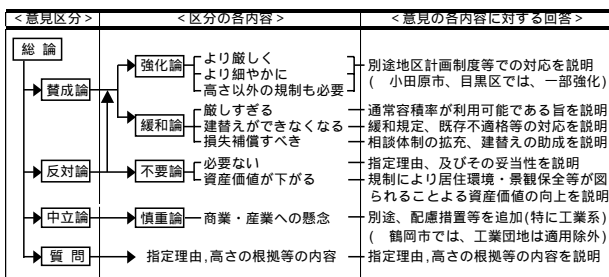 <意見区分> <区分の各内容> <意見の各内容に対する回答>
総 論
賛成論
強化論
より厳しく
より細やかに
高さ以外の規制も必要
別途地区計画制度等での対応を説明
( 小田原市、目黒区では、一部強化)
緩和論
厳しすぎる
建替えができなくなる
損失補償すべき
通常容積率が利用可能である旨を説明
緩和規定、既存不適格等の対応を説明
相談体制の拡充、建替えの助成を説明
反対論
不要論
必要ない
資産価値が下がる
指定理由、及びその妥当性を説明
規制により居住環境・景観保全等が図
られることよる資産価値の向上を説明
中立論
慎重論
商業・産業への懸念
別途、配慮措置等を追加(特に工業系)
( 鶴岡市では、工業団地は適用除外)
質 問
指定理由,高さの根拠等の内容
指定理由,高さの根拠等の内容を説明